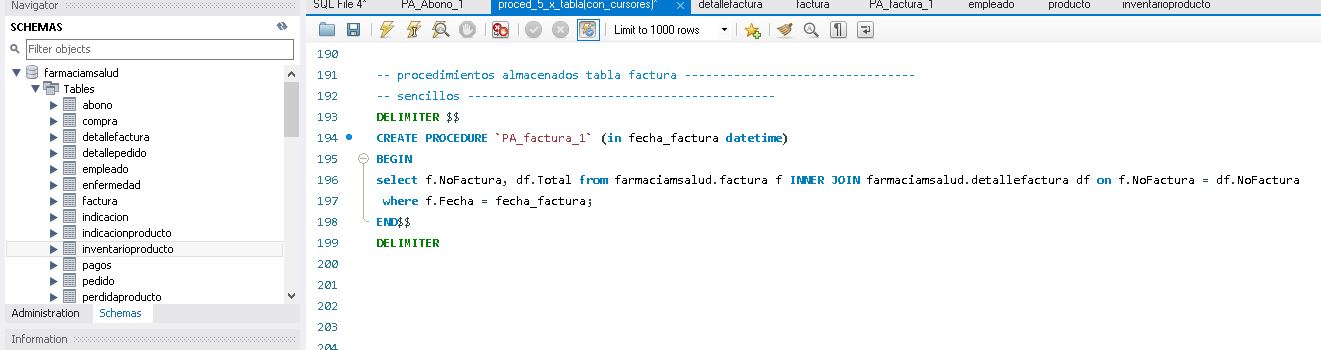 Navigator
SCHEMAS
Filter objects
farmaciamsalud
Tables
abono
compra
detallefactura
detallepedido
empleado
enfermedad
factura
indicacion
indicacionproducto
inventarioproducto
pagos
pedido
perdidaproducto
Administration Schemas
Information
SQL File 4* PA_Abono_1 proced_5_x_tabla(con_cursores)* detallefactura factura PA_factura_1 empleado producto inventarioproducto
Limit to 1000 rows
190
191 -- procedimientos almacenados tabla factura ---------------------------------
192 -- sencillos --------------------------------------------
193 DELIMITER $$
194 CREATE PROCEDURE `PA_factura_1` (in fecha_factura datetime)
195 BEGIN
196 select f.NoFactura, df.Total from farmaciamsalud.factura f INNER JOIN farmaciamsalud.detallefactura df on f.NoFactura = df.NoFactura
197 where f.Fecha = fecha_factura;
198 END$$
199 DELIMITER
200
201
202
203
204